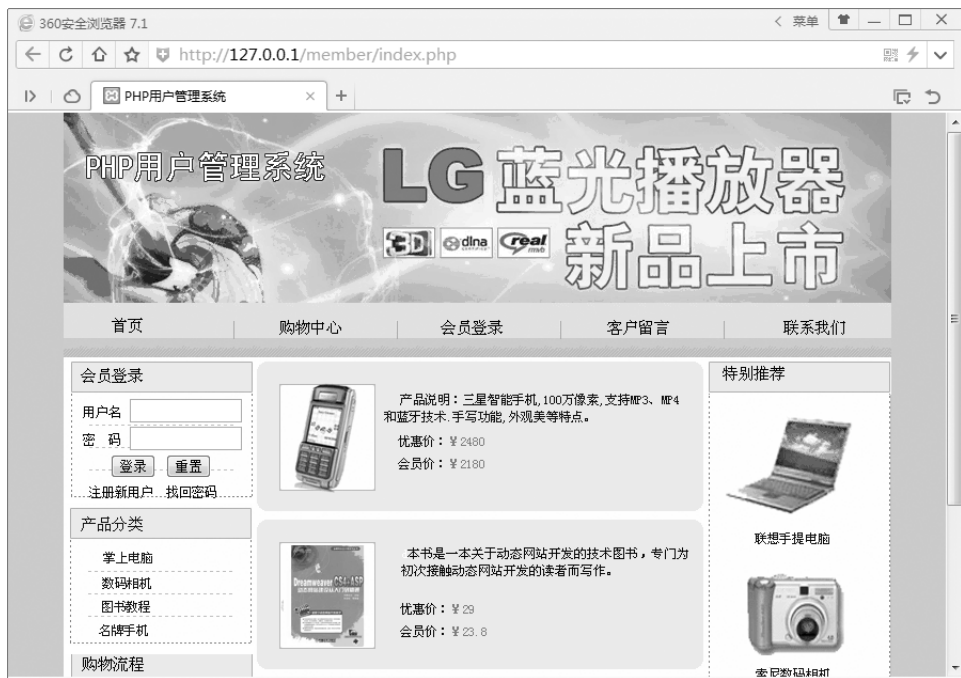 360安全浏览器 7.1
菜单
http://127.0.0.1/member/index.php
PHP用户管理系统
PHP用户管理系统
LG 蓝光播放器
新品上市
3D dlna real
首页 购物中心 会员登录 客户留言 联系我们
会员登录
用户名
密 码
登录 重置
注册新用户 找回密码
产品分类
掌上电脑
数码相机
图书教程
名牌手机
购物流程
产品说明：三星智能手机,100万像素,支持MP3、MP4
和蓝牙技术.手写功能,外观美等特点。
优惠价：￥2480
会员价：￥2180
Dreamweaver CS4+ASP
本书是一本关于动态网站开发的技术图书，专门为
初次接触动态网站开发的读者而写作。
优惠价：￥29
会员价：￥23.8
特别推荐
联想手提电脑
索尼数码相机